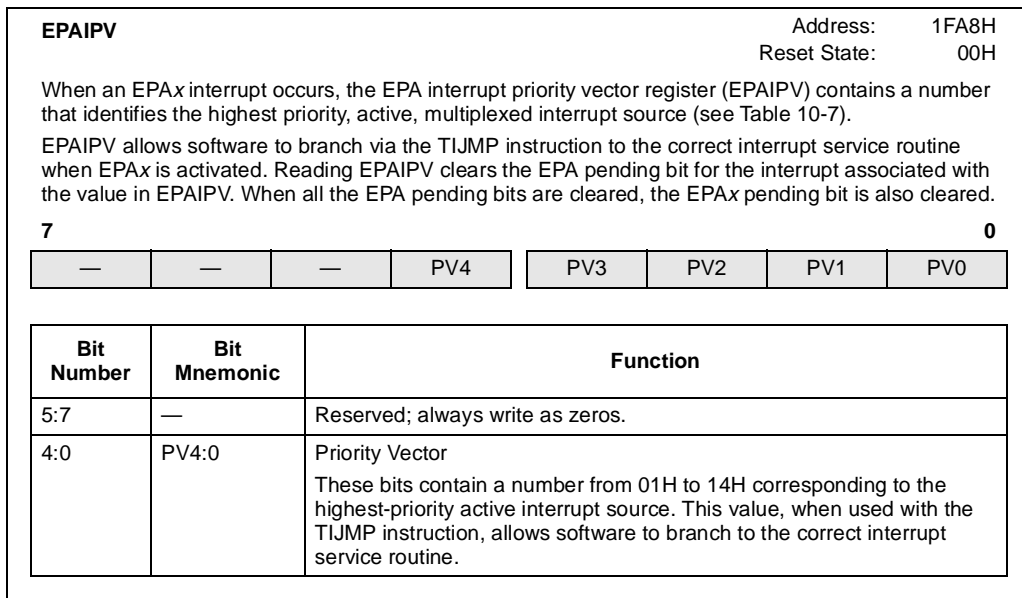 EPAIPV Address: 1FA8H
Reset State: 00H
When an EPAx interrupt occurs, the EPA interrupt priority vector register (EPAIPV) contains a number
that identifies the highest priority, active, multiplexed interrupt source (see Table 10-7).
EPAIPV allows software to branch via the TIJMP instruction to the correct interrupt service routine
when EPAx is activated. Reading EPAIPV clears the EPA pending bit for the interrupt associated with
the value in EPAIPV. When all the EPA pending bits are cleared, the EPAx pending bit is also cleared.
7 0
— — — PV4 PV3 PV2 PV1 PV0
Bit Number Bit Mnemonic Function
5:7 — Reserved; always write as zeros.
4:0 PV4:0 Priority Vector
These bits contain a number from 01H to 14H corresponding to the
highest-priority active interrupt source. This value, when used with the
TIJMP instruction, allows software to branch to the correct interrupt
service routine.